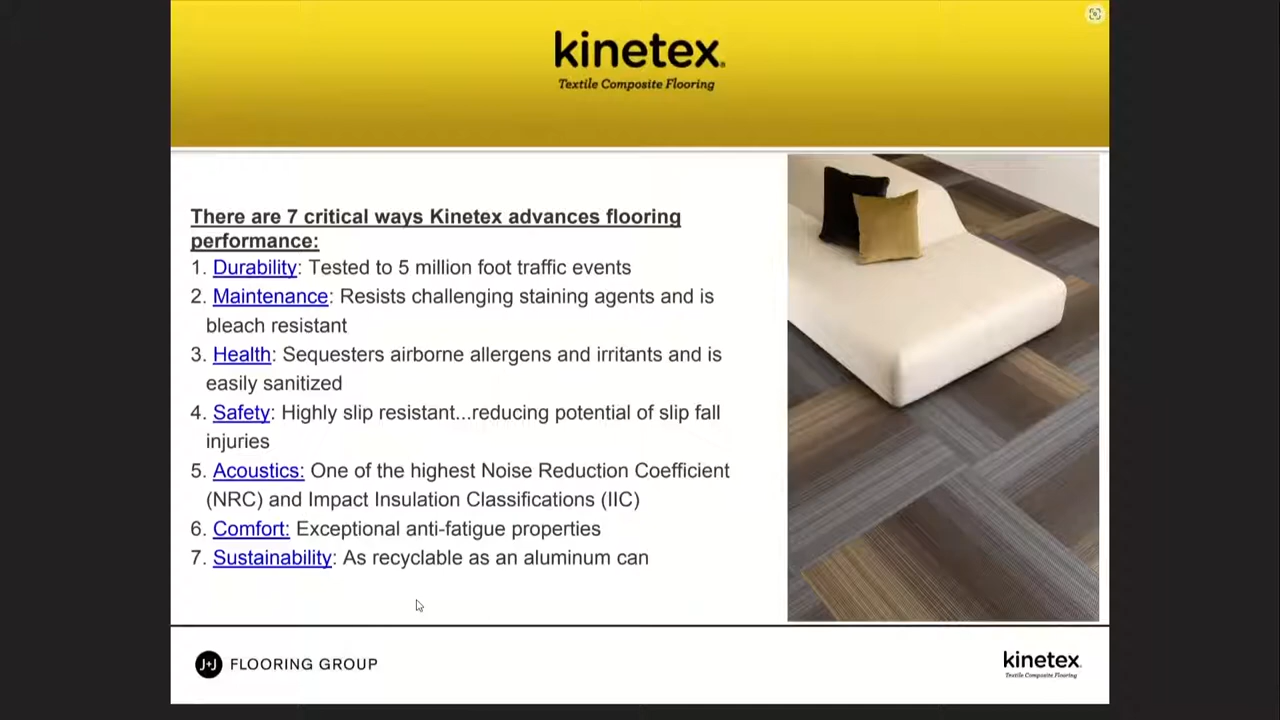 kinetex®
Textile Composite Flooring
There are 7 critical ways Kinetex advances flooring
performance:
1. Durability: Tested to 5 million foot traffic events
2. Maintenance: Resists challenging staining agents and is
bleach resistant
3. Health: Sequesters airborne allergens and irritants and is
easily sanitized
4. Safety: Highly slip resistant...reducing potential of slip fall
injuries
5. Acoustics: One of the highest Noise Reduction Coefficient
(NRC) and Impact Insulation Classifications (IIC)
6. Comfort: Exceptional anti-fatigue properties
7. Sustainability: As recyclable as an aluminum can
J+J FLOORING GROUP
kinetex®
Textile Composite Flooring